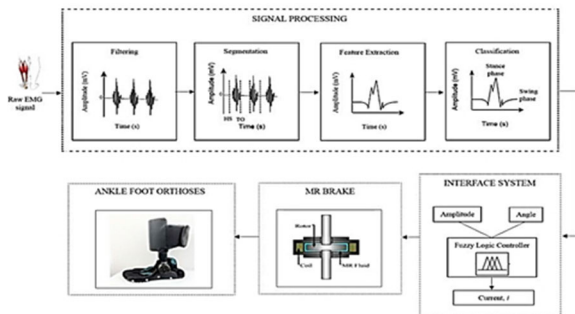 SIGNAL PROCESSING
Filtering
Amplitude (mV)
0
Time (s)
Segmentation
Amplitude (mV)
0
HS TO
Time (s)
Feature Extraction
Amplitude (mV)
Time (s)
Classification
Amplitude (mV)
Stance
phase
Swing
phase
Time (s)
Raw EMG
signal
ANKLE FOOT ORTHOSES
MR BRAKE
Rotor
Coil
MR Fluid
INTERFACE SYSTEM
Amplitude
Angle
Fuzzy Logic Controller
Current, i